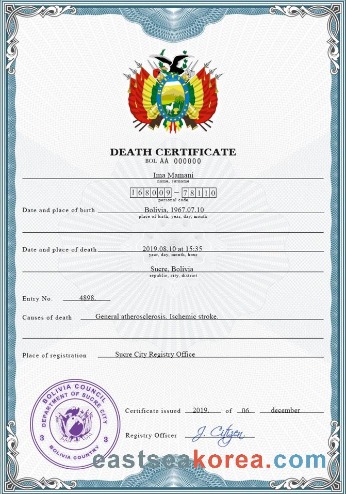 DEATH CERTIFICATE
BOL AA 000000
Ima Mamani
name, surname
168009-78110
personal code
Date and place of birth Bolivia, 1967.07.10
place of birth, year, day, month
Date and place of death 2019.08.10 at 15:35
year, day, month, hour
Sucre, Bolivia
republic, city, district
Entry No. 4898.
Causes of death General atherosclerosis. Ischemic stroke.
Place of registration Sucre City Registry Office
BOLIVIA COUNCIL
DEPARTMENT OF SUCRE CITY
BOLIVIA COUNTRY
Certificate issued 2019. of 06. december
Registry Officer J. Citizen
eastseakorea.com